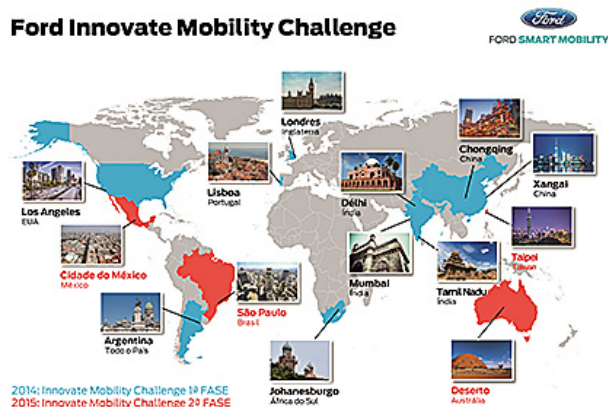 Ford Innovate Mobility Challenge
Ford
FORD SMART MOBILITY
Londres
Inglaterra
Chongqing
China
Lisboa
Portugal
Délhi
Índia
Xangai
China
Los Angeles
EUA
Cidade do México
México
Mumbai
Índia
Tamil Nadu
Índia
Taipei
Taiwan
São Paulo
Brasil
Argentina
Todo o País
Johanesburgo
África do Sul
Deserto
Austrália
2014: Innovate Mobility Challenge 1ª FASE
2015: Innovate Mobility Challenge 2ª FASE